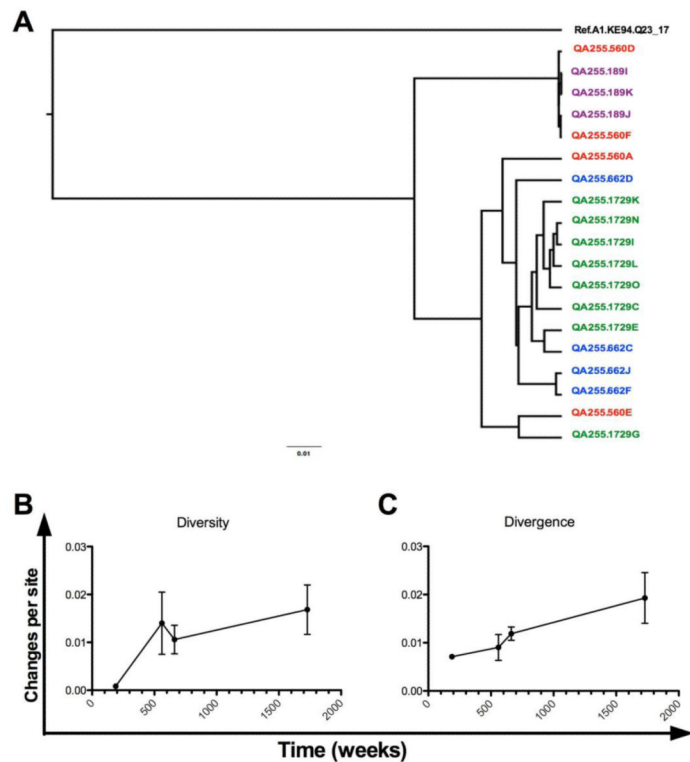 A
Ref.A1.KE94.Q23_17
QA255.560D
QA255.189I
QA255.189K
QA255.189J
QA255.560F
QA255.560A
QA255.662D
QA255.1729K
QA255.1729N
QA255.1729I
QA255.1729L
QA255.1729O
QA255.1729C
QA255.1729E
QA255.662C
QA255.662J
QA255.662F
QA255.560E
QA255.1729G
0.01
B
Diversity
0.03
0.02
0.01
0.00
0
500
1000
1500
2000
C
Divergence
0.03
0.02
0.01
0.00
0
500
1000
1500
2000
Changes per site
Time (weeks)